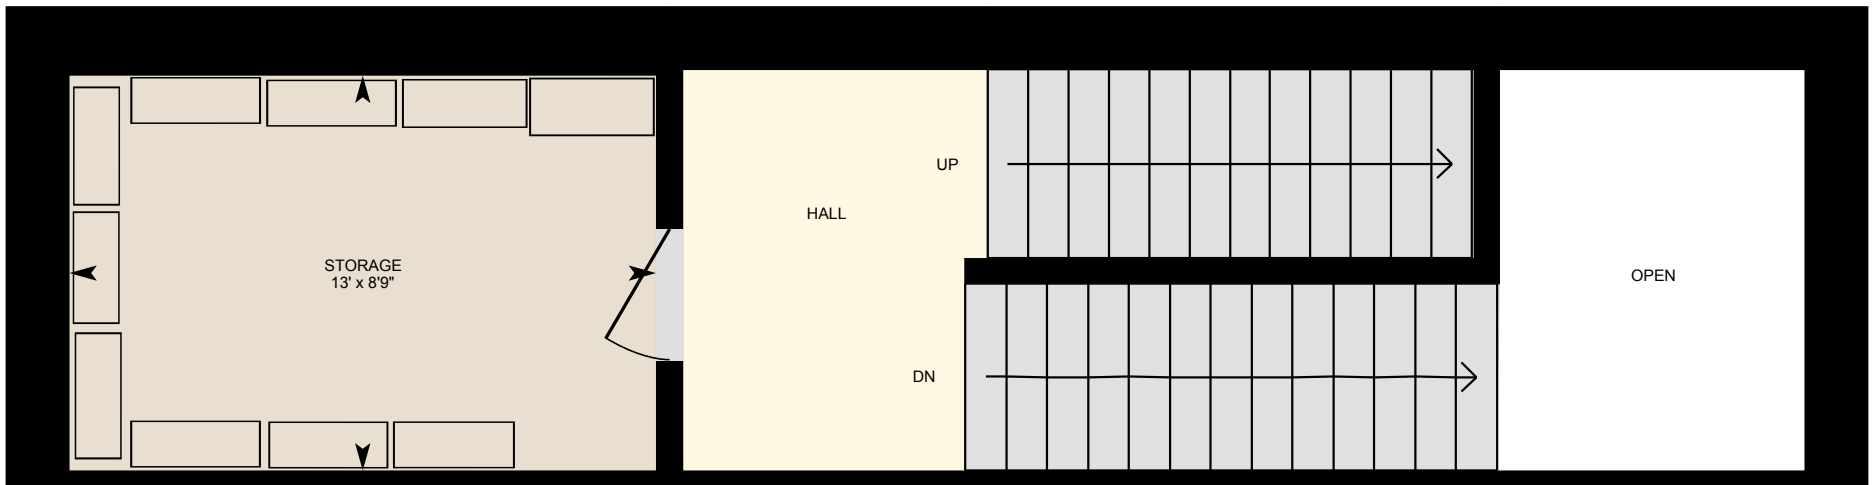 UP
HALL
STORAGE
13' x 8'9"
OPEN
DN